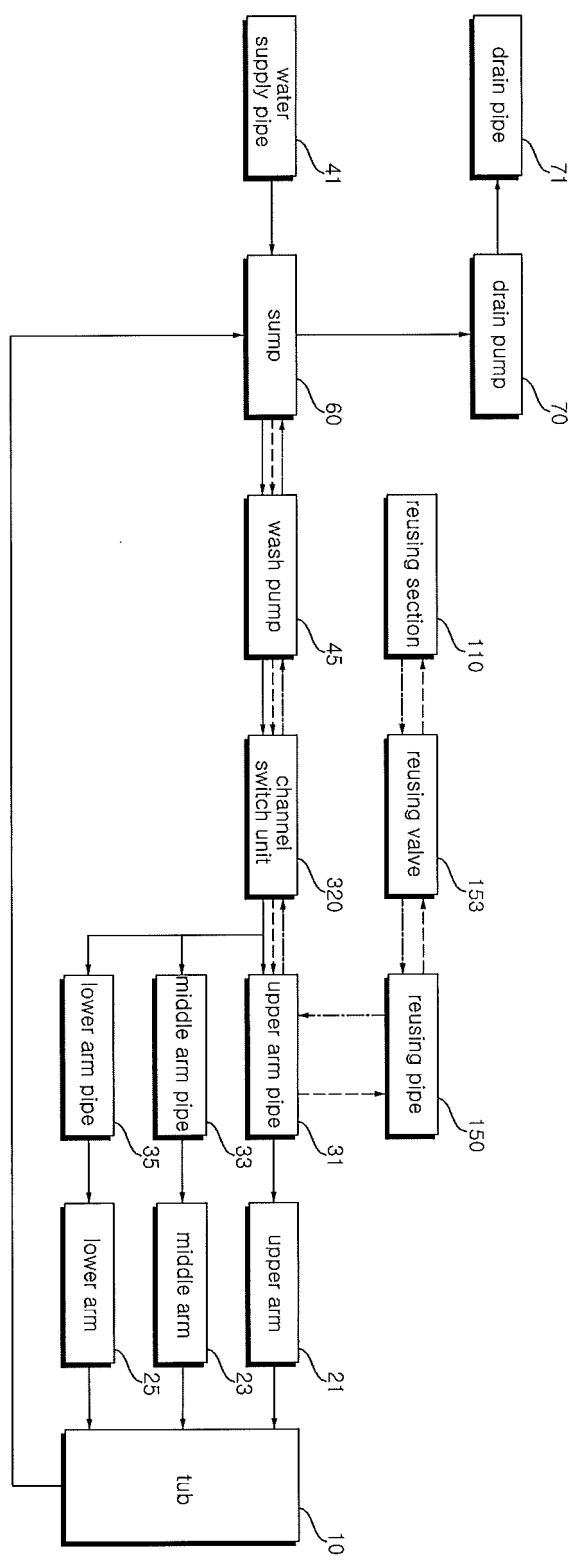 drain pipe
71
drain pump
70
water
supply pipe
41
sump
60
wash pump
45
channel
switch unit
320
reusing section
110
reusing valve
153
reusing pipe
150
upper arm pipe
31
upper arm
21
middle arm pipe
33
middle arm
23
lower arm pipe
35
lower arm
25
tub
10